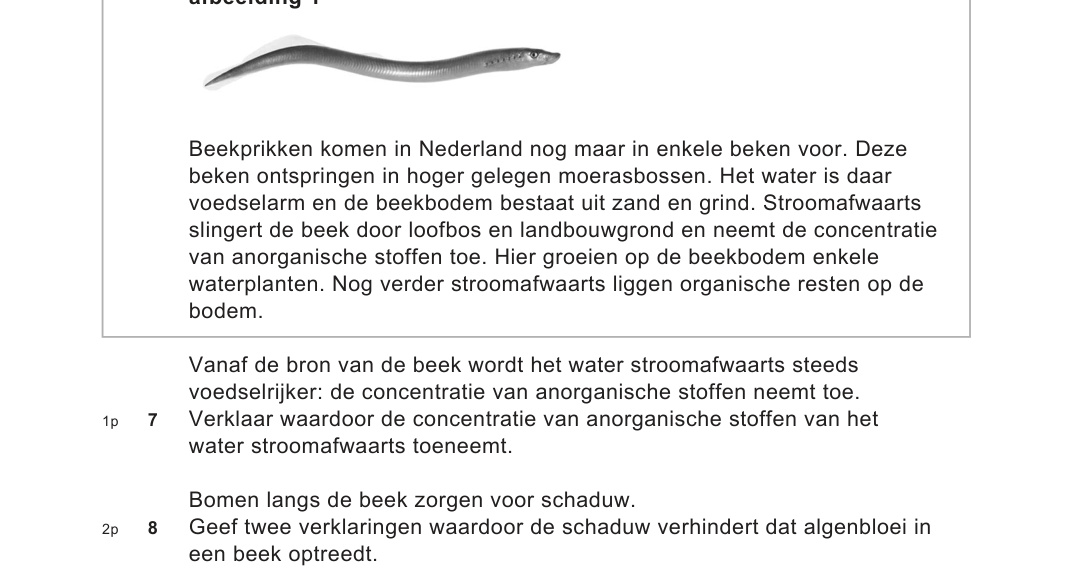 afbeelding 1
Beekprikken komen in Nederland nog maar in enkele beken voor. Deze
beken ontspringen in hoger gelegen moerasbossen. Het water is daar
voedselarm en de beekbodem bestaat uit zand en grind. Stroomafwaarts
slingert de beek door loofbos en landbouwgrond en neemt de concentratie
van anorganische stoffen toe. Hier groeien op de beekbodem enkele
waterplanten. Nog verder stroomafwaarts liggen organische resten op de
bodem.
Vanaf de bron van de beek wordt het water stroomafwaarts steeds
voedselrijker: de concentratie van anorganische stoffen neemt toe.
1p 7 Verklaar waardoor de concentratie van anorganische stoffen van het
water stroomafwaarts toeneemt.
Bomen langs de beek zorgen voor schaduw.
2p 8 Geef twee verklaringen waardoor de schaduw verhindert dat algenbloei in
een beek optreedt.